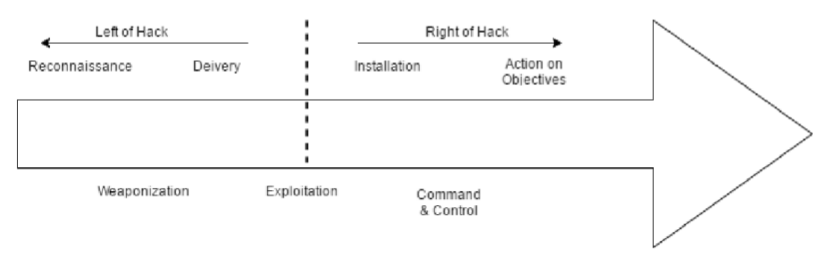 Left of Hack
Right of Hack
Reconnaissance
Deivery
Installation
Action on
Objectives
Weaponization
Exploitation
Command
& Control